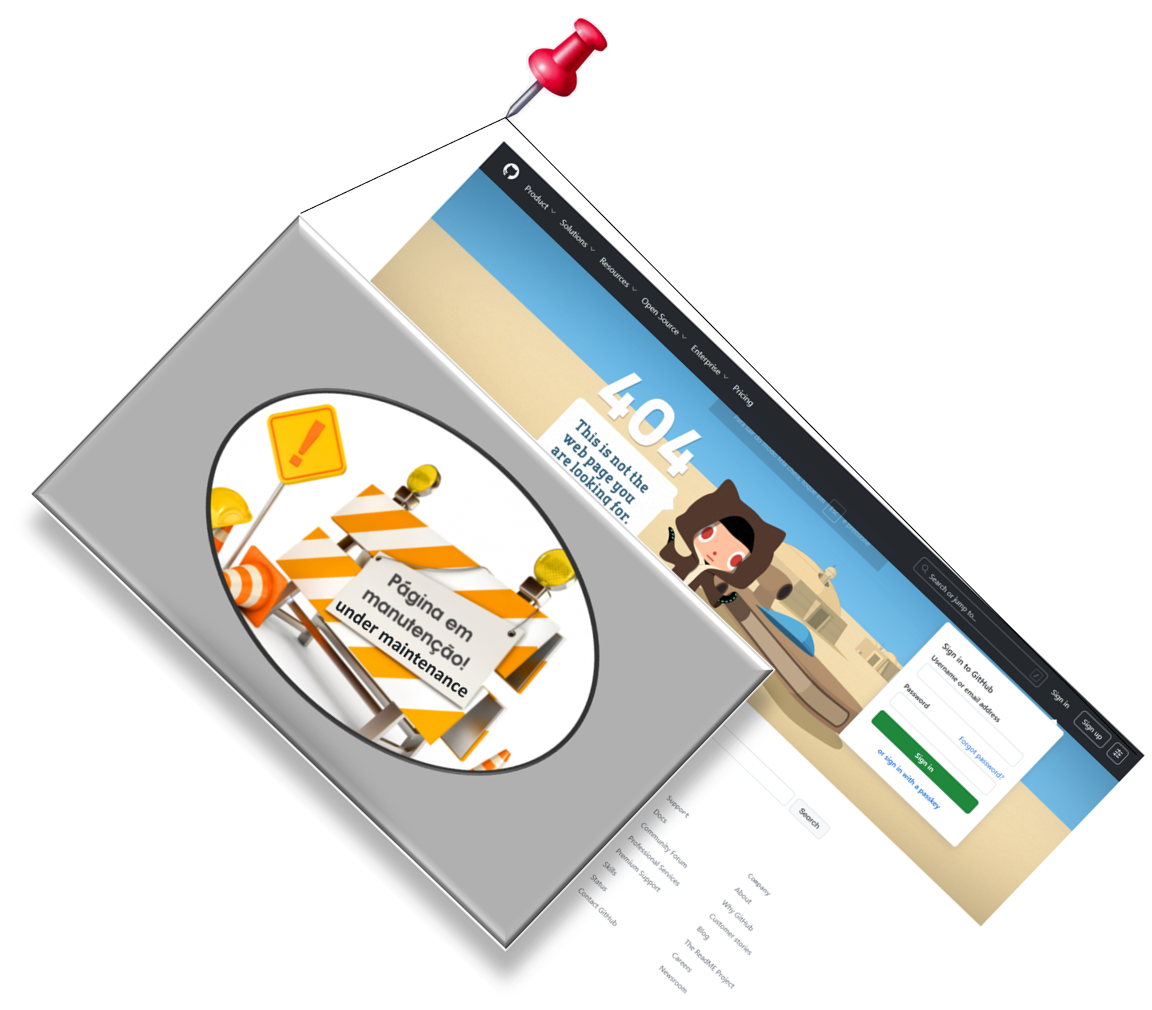 Product
Solutions
Resources
Open Source
Enterprise
Pricing
Search or jump to...
/
Sign in
Sign up
404
This is not the
web page you
are looking for.
Sign in to GitHub
Username or email address
Password
Forgot password?
Sign in
or sign in with a passkey
Página em
manutenção!
under maintenance
Search
Support
Docs
Community Forum
Professional Services
Premium Support
Skills
Status
Contact GitHub
Company
About
Why GitHub
Customer stories
Blog
The ReadME Project
Careers
Newsroom